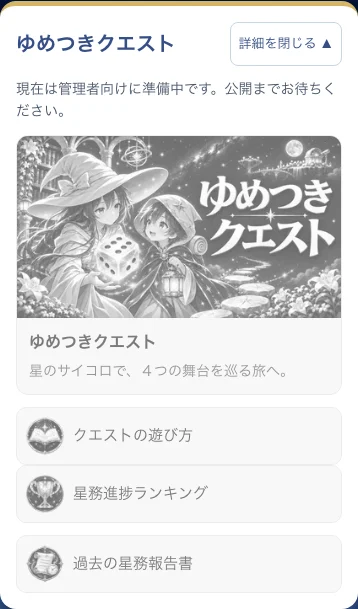 ゆめつきクエスト
詳細を閉じる ▲
現在は管理者向けに準備中です。公開までお待ちく
ださい。
ゆめつき
クエスト
ゆめつきクエスト
星のサイコロで、４つの舞台を巡る旅へ。
クエストの遊び方
星務進捗ランキング
過去の星務報告書